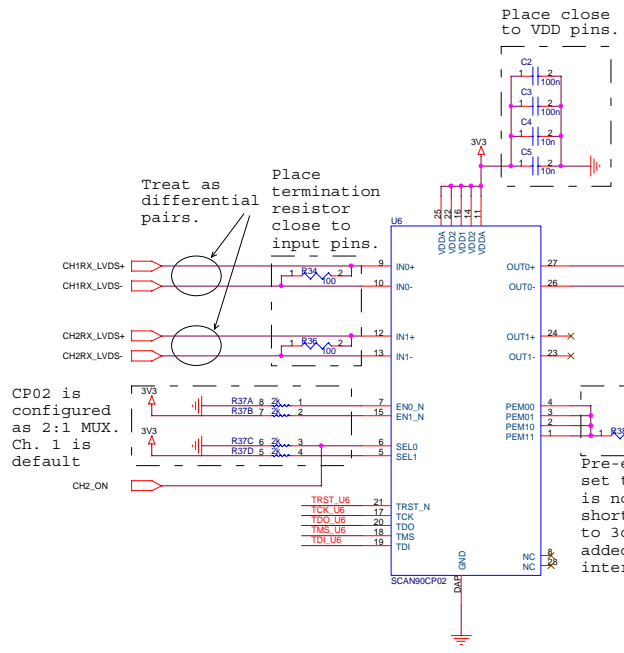 Place close
to VDD pins.
C2
1 2
100n
C3
1 2
100n
C4
1 2
10n
3V3
C5
1 2
10n
Treat as
differential
pairs.
Place
termination
resistor
close to
input pins.
U6
25 22 16 14 11
VDDA VDD2 VDD1 VDD2 VDDA
CH1RX_LVDS+
1 R34 2
100
9 IN0+
OUT0+ 27
CH1RX_LVDS-
10 IN0-
OUT0- 26
CH2RX_LVDS+
1 R36 2
100
12 IN1+
OUT1+ 24
CH2RX_LVDS-
13 IN1-
OUT1- 23
CP02 is
configured
as 2:1 MUX.
Ch. 1 is
default
3V3
R37A 8 2k 1
7 EN0_N
R37B 7 2k 2
15 EN1_N
3V3
R37C 6 2k 3
6 SEL0
R37D 5 2k 4
5 SEL1
CH2_ON
PEM00 4
PEM01 3
PEM10 2
PEM11 1
1 R38
Pre-e
set t
is no
short
to 3d
added
inter
TRST_U6 21 TRST_N
TCK_U6 17 TCK
TDO_U6 20 TDO
TMS_U6 18 TMS
TDI_U6 19 TDI
NC 8
NC 28
GND
DAP
SCAN90CP02